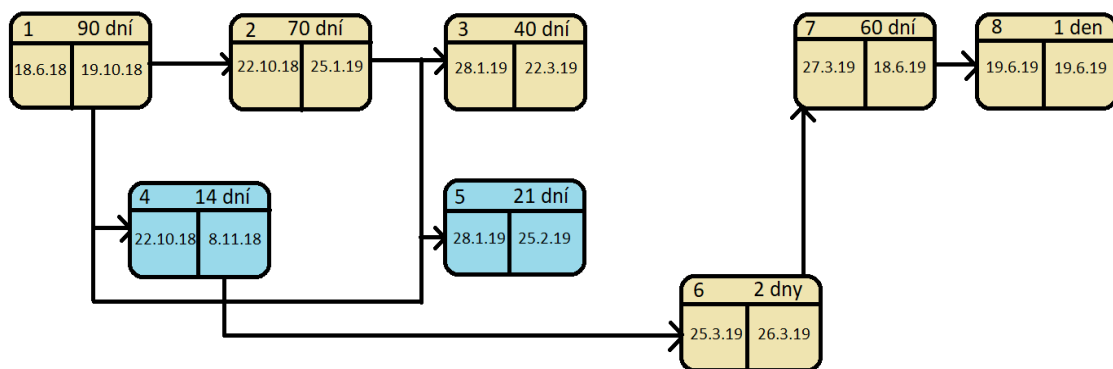 1 90 dní
18.6.18 19.10.18
2 70 dní
22.10.18 25.1.19
3 40 dní
28.1.19 22.3.19
7 60 dní
27.3.19 18.6.19
8 1 den
19.6.19 19.6.19
4 14 dní
22.10.18 8.11.18
5 21 dní
28.1.19 25.2.19
6 2 dny
25.3.19 26.3.19